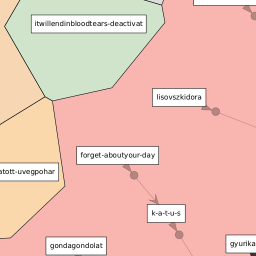 itwillendinbloodtears-deactivat
lisovszkidora
forget-aboutyour-day
atott-uvegpohar
k-a-t-u-s
gondagondolat
gyurika